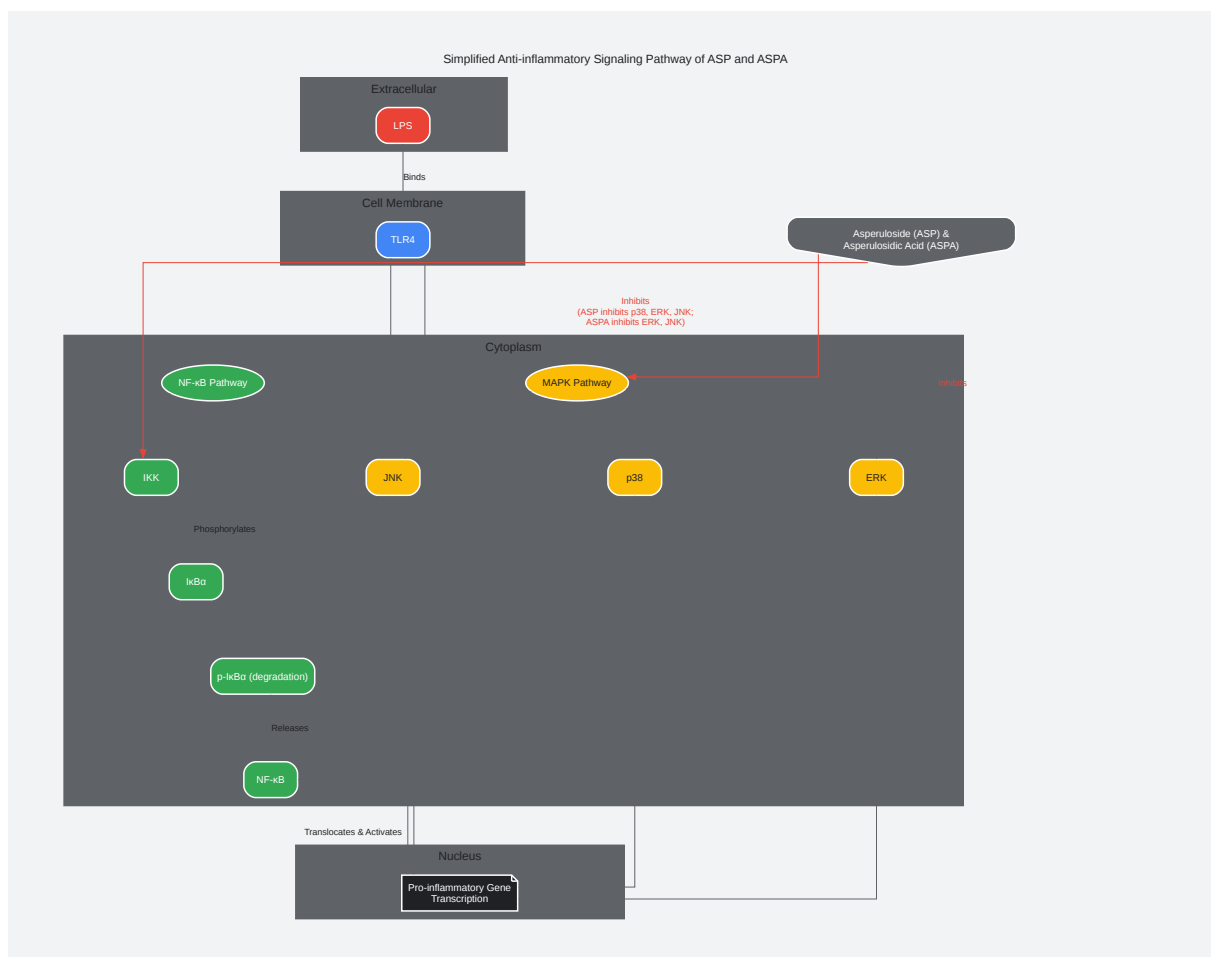 Simplified Anti-inflammatory Signaling Pathway of ASP and ASPA
Extracellular
LPS
Binds
Cell Membrane
TLR4
Asperuloside (ASP) &
Asperulosidic Acid (ASPA)
Inhibits
(ASP inhibits p38, ERK, JNK;
ASPA inhibits ERK, JNK)
Cytoplasm
NF-κB Pathway
MAPK Pathway
Inhibits
IKK
JNK
p38
ERK
Phosphorylates
IκBα
p-IκBα (degradation)
Releases
NF-κB
Translocates & Activates
Nucleus
Pro-inflammatory Gene
Transcription